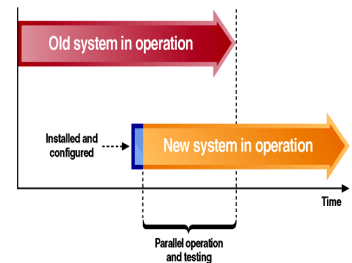 Old system in operation
Installed and
configured
New system in operation
Time
Parallel operation
and testing